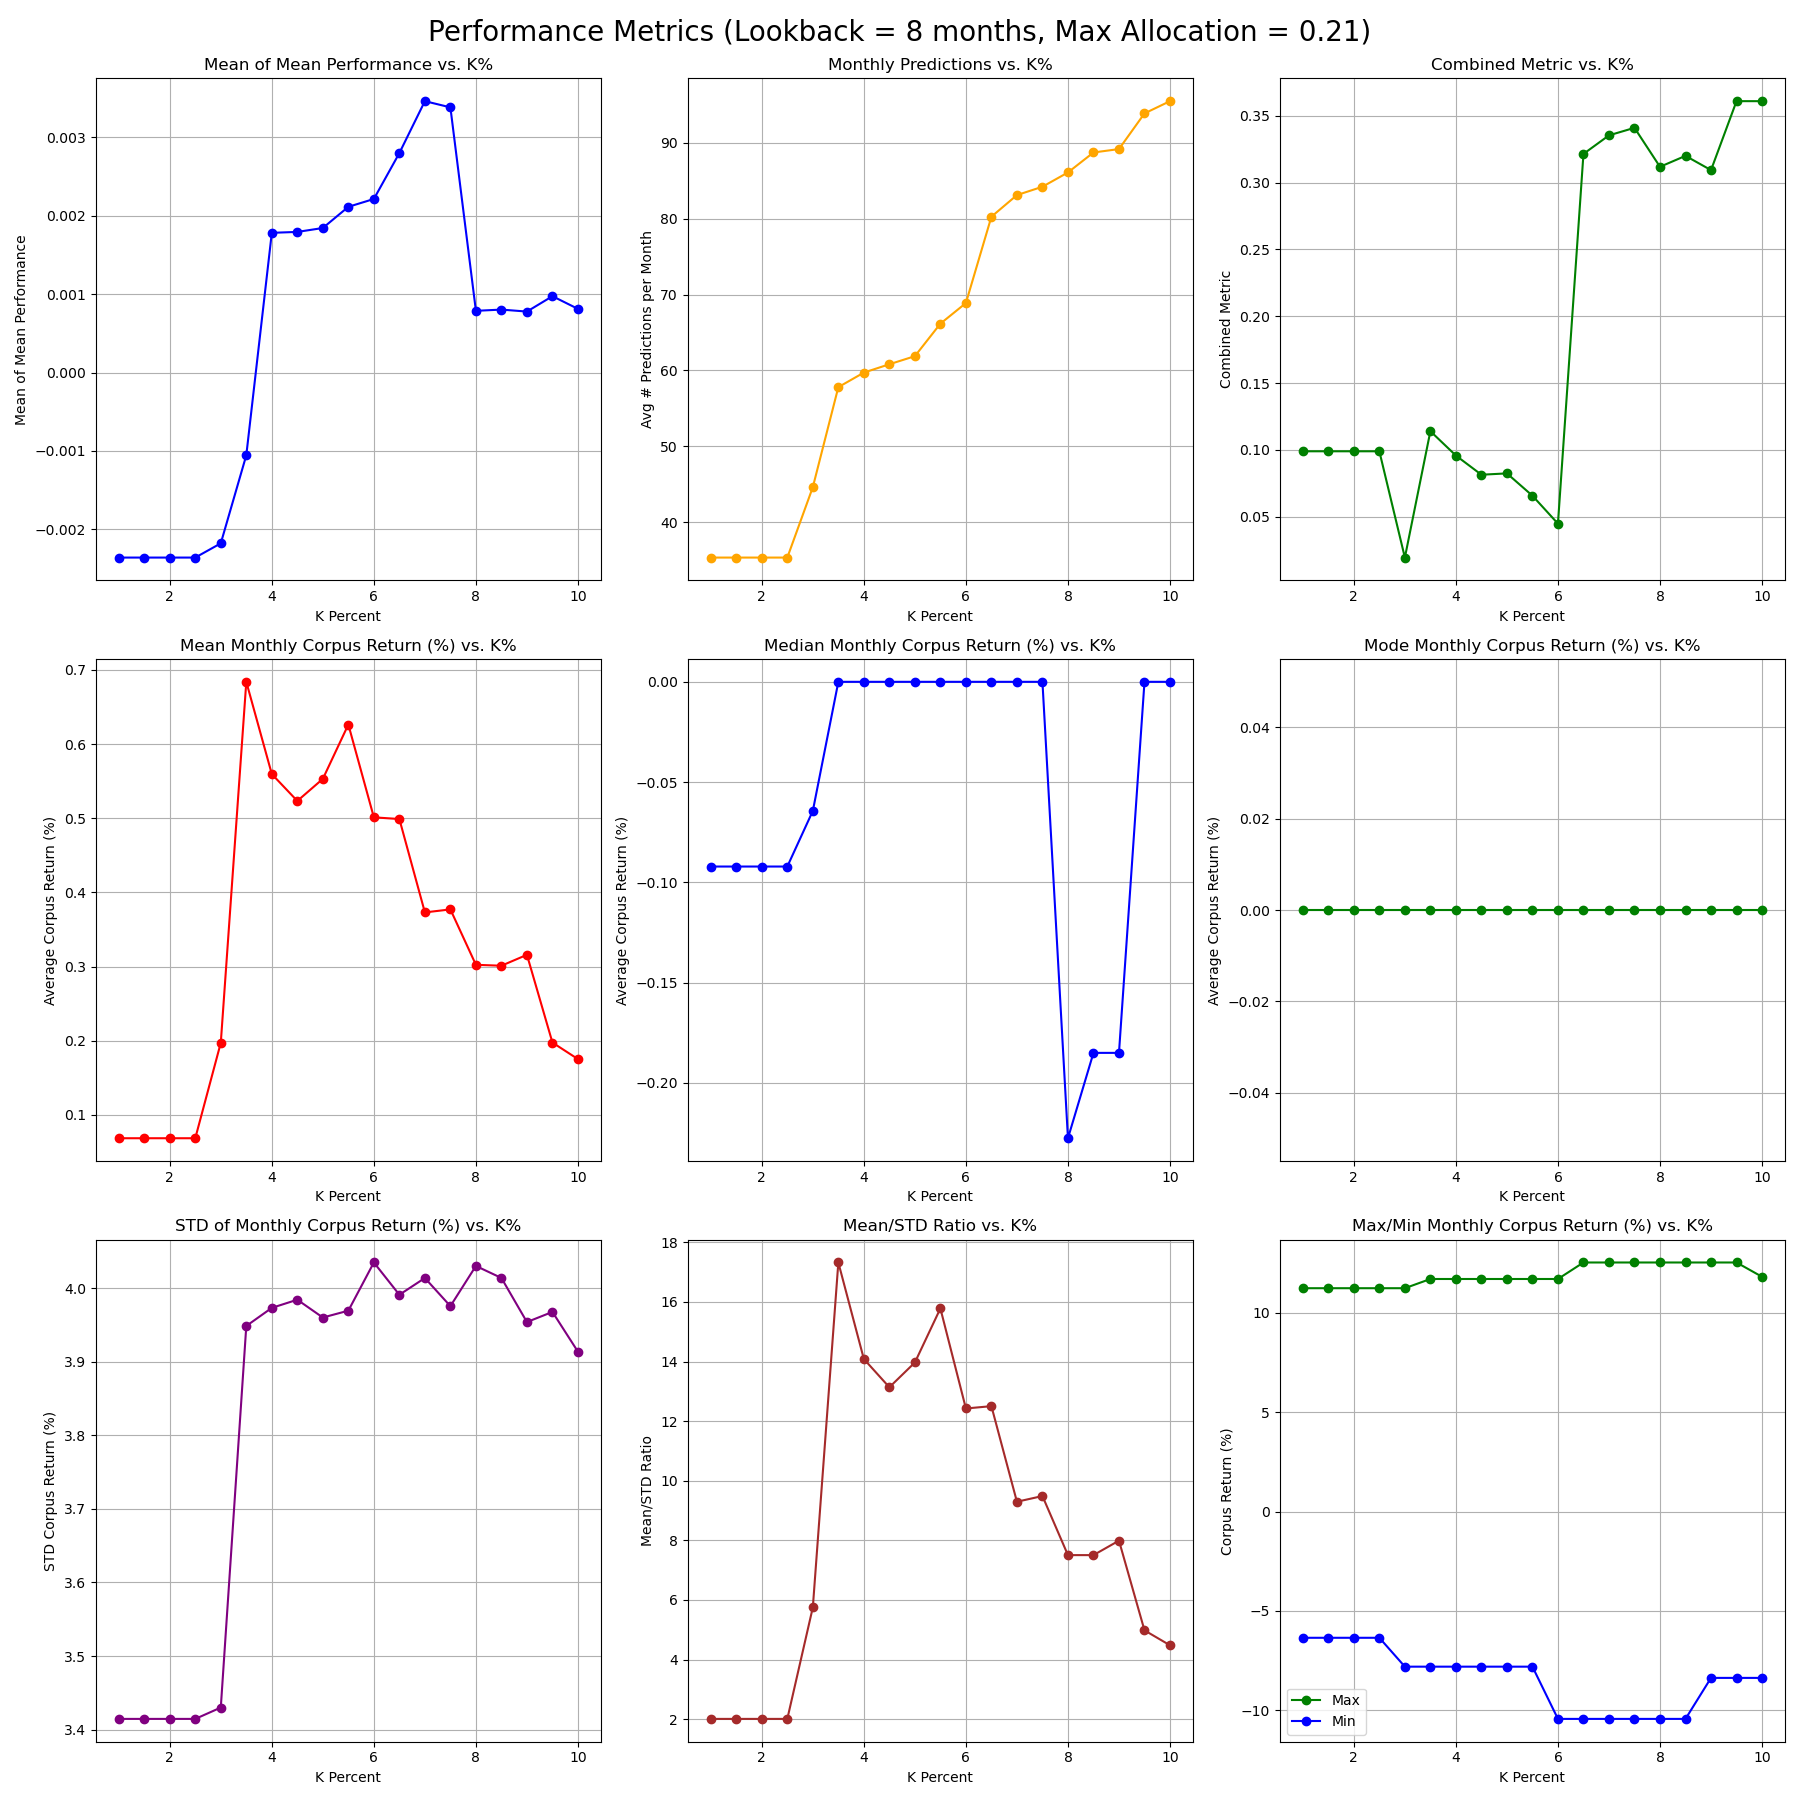 Performance Metrics (Lookback = 8 months, Max Allocation = 0.21)
Mean of Mean Performance vs. K%
Mean of Mean Performance
0.003
0.002
0.001
0.000
−0.001
−0.002
2 4 6 8 10
K Percent
Monthly Predictions vs. K%
Avg # Predictions per Month
90
80
70
60
50
40
2 4 6 8 10
K Percent
Combined Metric vs. K%
Combined Metric
0.35
0.30
0.25
0.20
0.15
0.10
0.05
2 4 6 8 10
K Percent
Mean Monthly Corpus Return (%) vs. K%
Average Corpus Return (%)
0.7
0.6
0.5
0.4
0.3
0.2
0.1
2 4 6 8 10
K Percent
Median Monthly Corpus Return (%) vs. K%
Average Corpus Return (%)
0.00
−0.05
−0.10
−0.15
−0.20
2 4 6 8 10
K Percent
Mode Monthly Corpus Return (%) vs. K%
Average Corpus Return (%)
0.04
0.02
0.00
−0.02
−0.04
2 4 6 8 10
K Percent
STD of Monthly Corpus Return (%) vs. K%
STD Corpus Return (%)
4.0
3.9
3.8
3.7
3.6
3.5
3.4
2 4 6 8 10
K Percent
Mean/STD Ratio vs. K%
Mean/STD Ratio
18
16
14
12
10
8
6
4
2
2 4 6 8 10
K Percent
Max/Min Monthly Corpus Return (%) vs. K%
Corpus Return (%)
10
5
0
−5
−10
Max
Min
2 4 6 8 10
K Percent